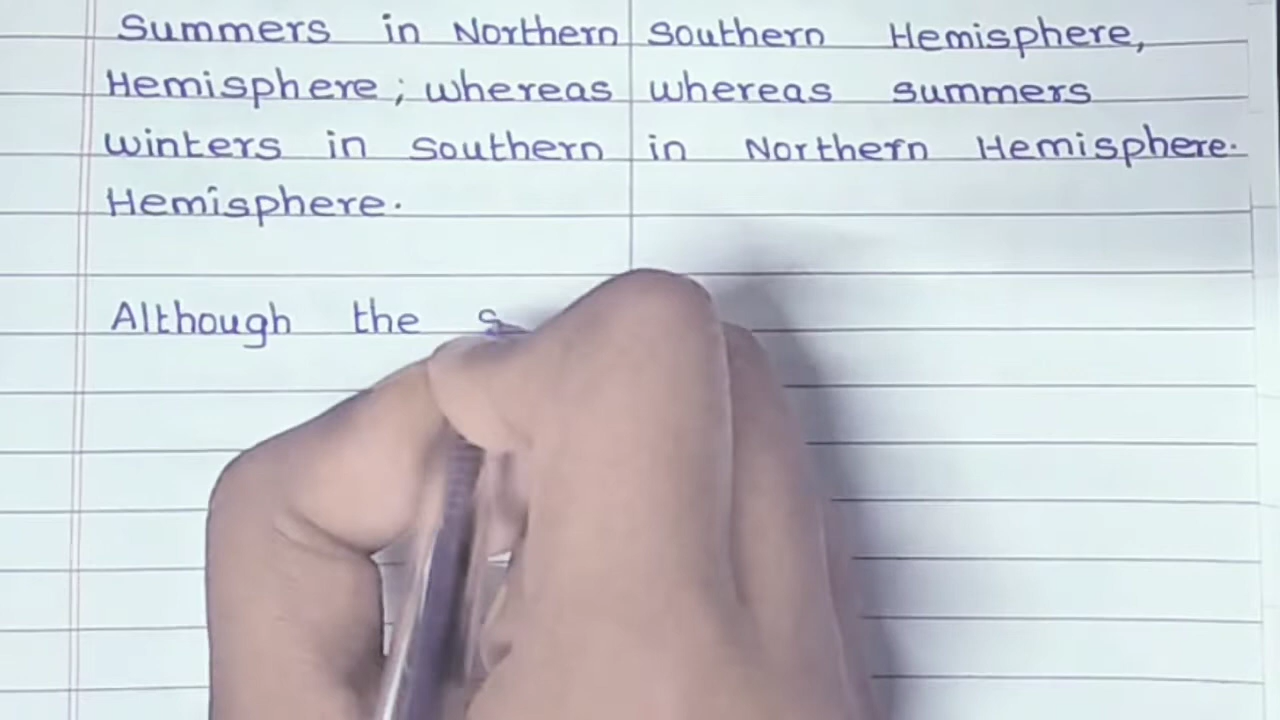 Summers in Northern
Hemisphere; whereas
winters in southern
Hemisphere.
Southern Hemisphere,
whereas summers
in Northern Hemisphere.
Although the